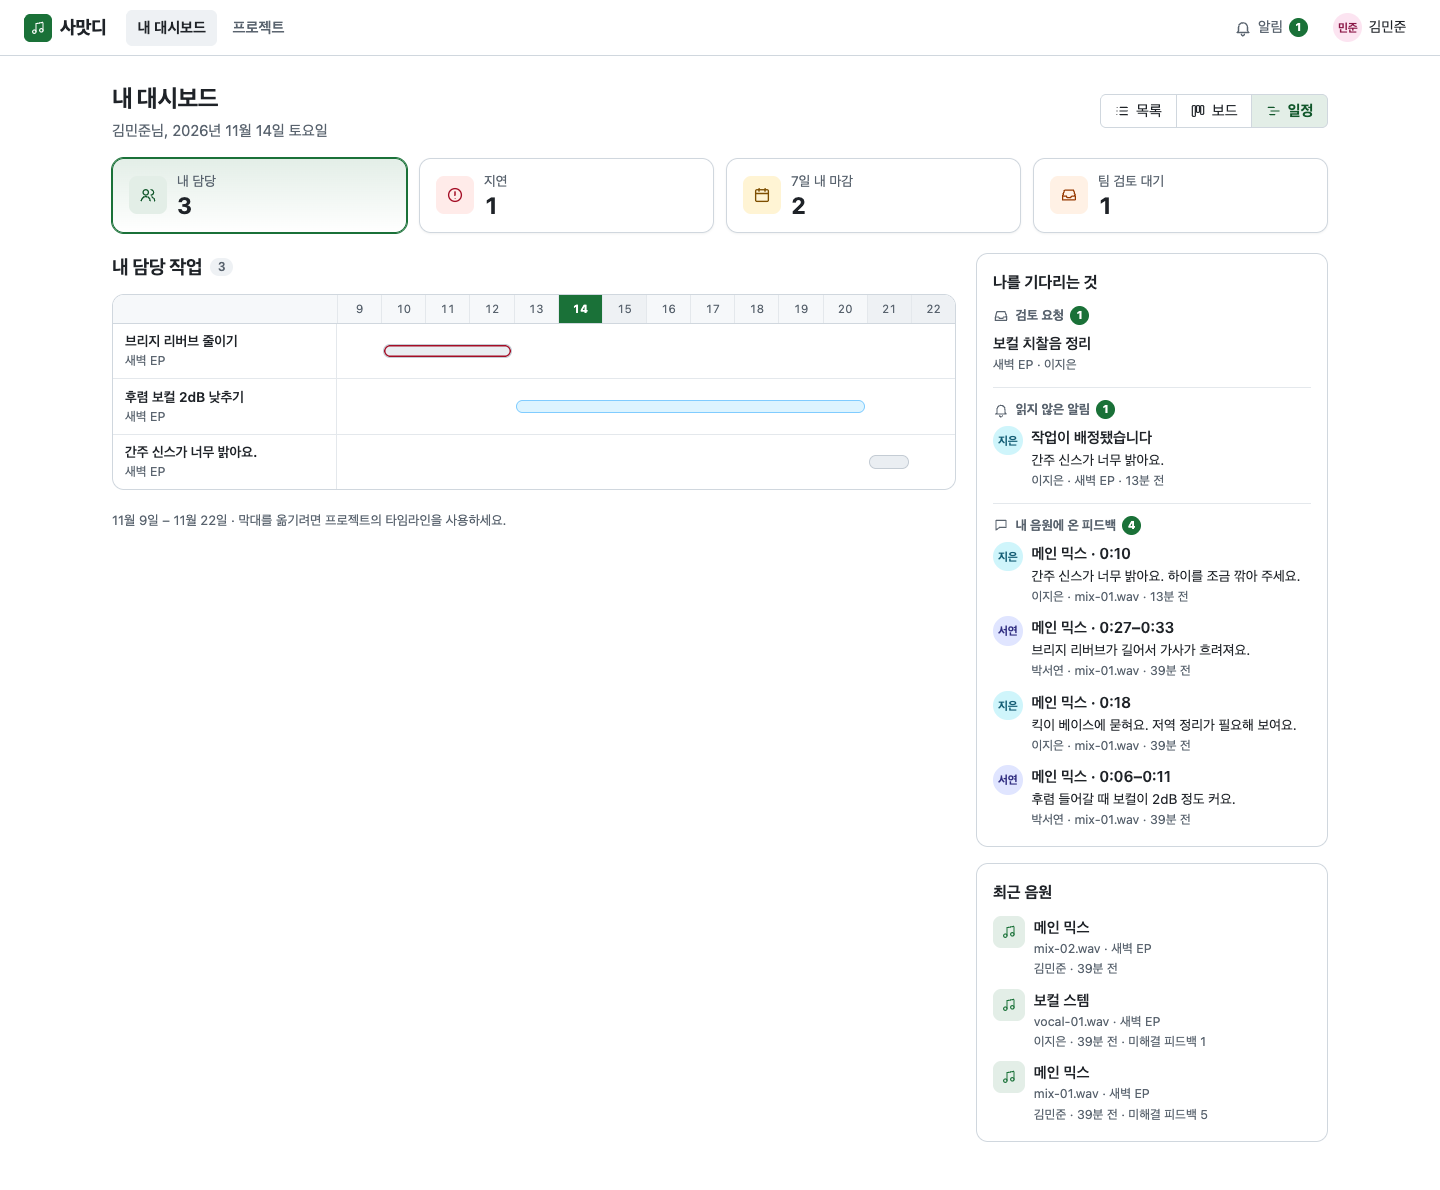 사맛디
내 대시보드
프로젝트
알림 1
민준 김민준
내 대시보드
김민준님, 2026년 11월 14일 토요일
목록
보드
일정
내 담당
3
지연
1
7일 내 마감
2
팀 검토 대기
1
내 담당 작업 3
9 10 11 12 13 14 15 16 17 18 19 20 21 22
브리지 리버브 줄이기
새벽 EP
후렴 보컬 2dB 낮추기
새벽 EP
간주 신스가 너무 밝아요.
새벽 EP
11월 9일 – 11월 22일 · 막대를 옮기려면 프로젝트의 타임라인을 사용하세요.
나를 기다리는 것
검토 요청 1
보컬 치찰음 정리
새벽 EP · 이지은
읽지 않은 알림 1
지은
작업이 배정됐습니다
간주 신스가 너무 밝아요.
이지은 · 새벽 EP · 13분 전
내 음원에 온 피드백 4
지은
메인 믹스 · 0:10
간주 신스가 너무 밝아요. 하이를 조금 깎아 주세요.
이지은 · mix-01.wav · 13분 전
서연
메인 믹스 · 0:27–0:33
브리지 리버브가 길어서 가사가 흐려져요.
박서연 · mix-01.wav · 39분 전
지은
메인 믹스 · 0:18
킥이 베이스에 묻혀요. 저역 정리가 필요해 보여요.
이지은 · mix-01.wav · 39분 전
서연
메인 믹스 · 0:06–0:11
후렴 들어갈 때 보컬이 2dB 정도 커요.
박서연 · mix-01.wav · 39분 전
최근 음원
메인 믹스
mix-02.wav · 새벽 EP
김민준 · 39분 전
보컬 스템
vocal-01.wav · 새벽 EP
이지은 · 39분 전 · 미해결 피드백 1
메인 믹스
mix-01.wav · 새벽 EP
김민준 · 39분 전 · 미해결 피드백 5